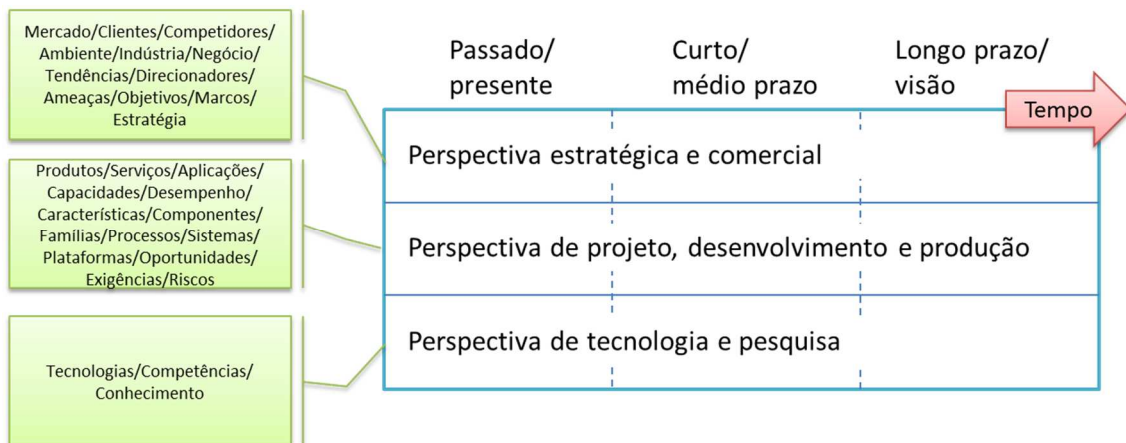 Mercado/Clientes/Competidores/
Ambiente/Indústria/Negócio/
Tendências/Direcionadores/
Ameaças/Objetivos/Marcos/
Estratégia
Produtos/Serviços/Aplicações/
Capacidades/Desempenho/
Características/Componentes/
Famílias/Processos/Sistemas/
Plataformas/Oportunidades/
Exigências/Riscos
Tecnologias/Competências/
Conhecimento
Passado/
presente
Curto/
médio prazo
Longo prazo/
visão
Tempo
Perspectiva estratégica e comercial
Perspectiva de projeto, desenvolvimento e produção
Perspectiva de tecnologia e pesquisa